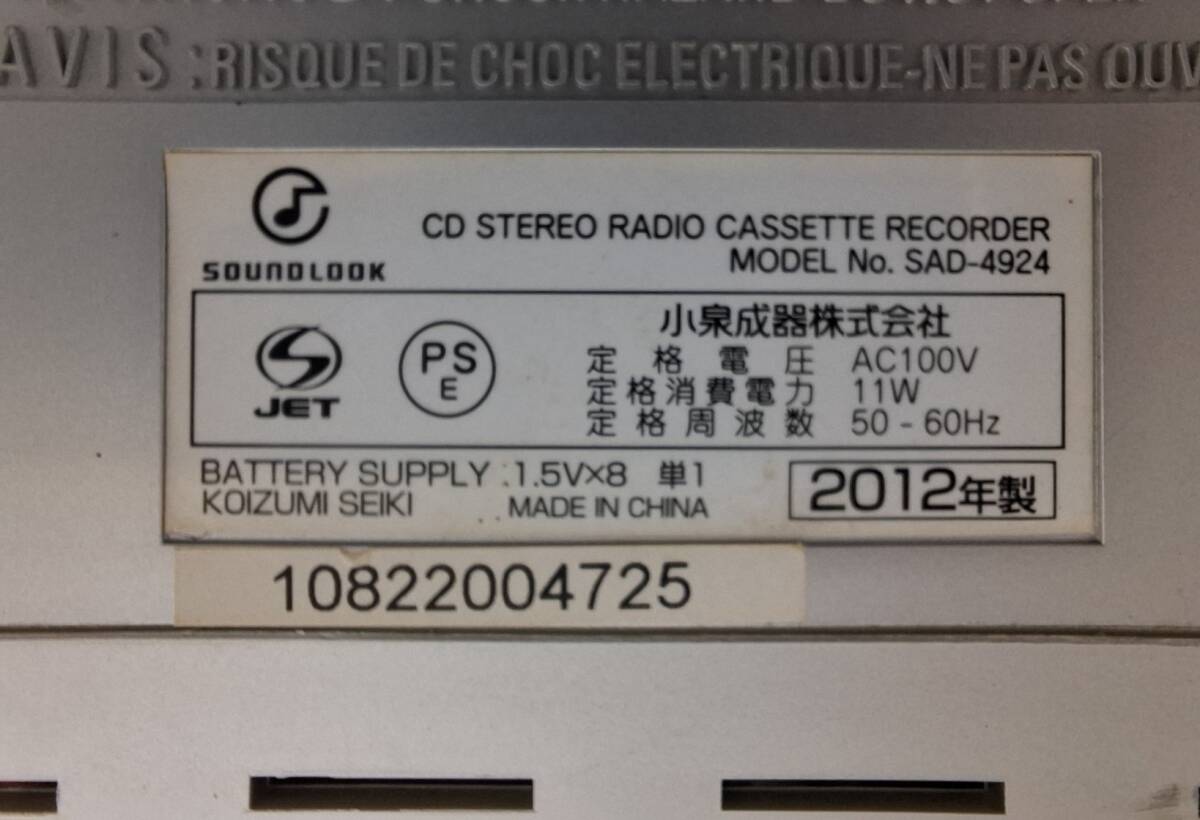 AVIS :RISQUE DE CHOC ELECTRIQUE-NE PAS OUV
SOUNDLOOK
CD STEREO RADIO CASSETTE RECORDER
MODEL No. SAD-4924
JET
PS
E
小泉成器株式会社
定格電圧 AC100V
定格消費電力 11W
定格周波数 50 - 60Hz
BATTERY SUPPLY :1.5V×8 単1
KOIZUMI SEIKI MADE IN CHINA
2012年製
10822004725